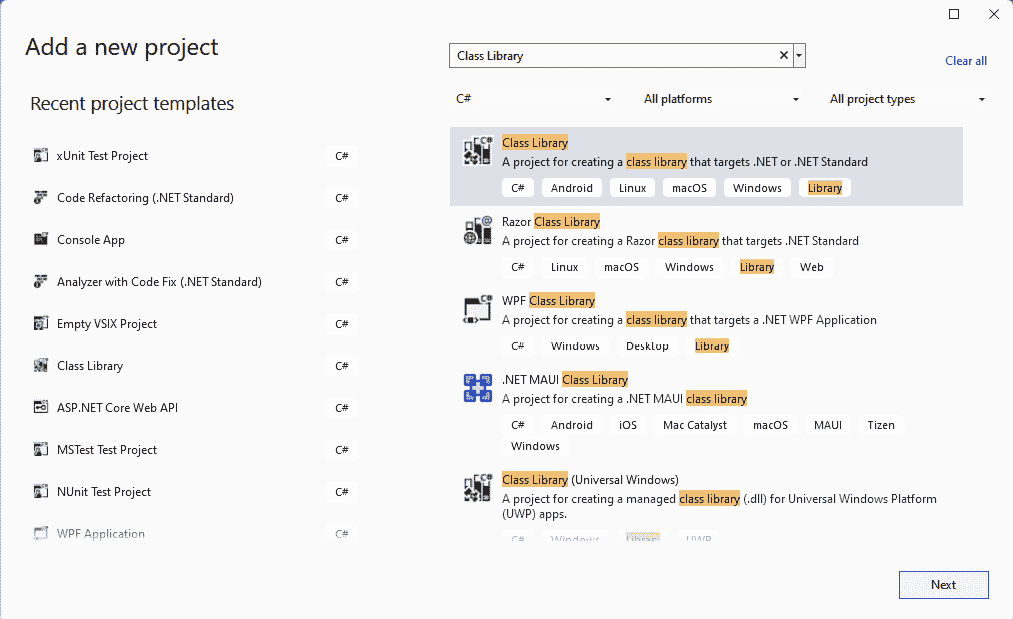 Add a new project
Class Library
Clear all
Recent project templates
C#
All platforms
All project types
xUnit Test Project C#
Code Refactoring (.NET Standard) C#
Console App C#
Analyzer with Code Fix (.NET Standard) C#
Empty VSIX Project C#
Class Library C#
ASP.NET Core Web API C#
MSTest Test Project C#
NUnit Test Project C#
WPF Application C#
Class Library
A project for creating a class library that targets .NET or .NET Standard
C# Android Linux macOS Windows Library
Razor Class Library
A project for creating a Razor class library that targets .NET Standard
C# Linux macOS Windows Library Web
WPF Class Library
A project for creating a class library that targets a .NET WPF Application
C# Windows Desktop Library
.NET MAUI Class Library
A project for creating a .NET MAUI class library
C# Android iOS Mac Catalyst macOS MAUI Tizen
Windows
Class Library (Universal Windows)
A project for creating a managed class library (.dll) for Universal Windows Platform
(UWP) apps.
C# Windows Library UWP
Next